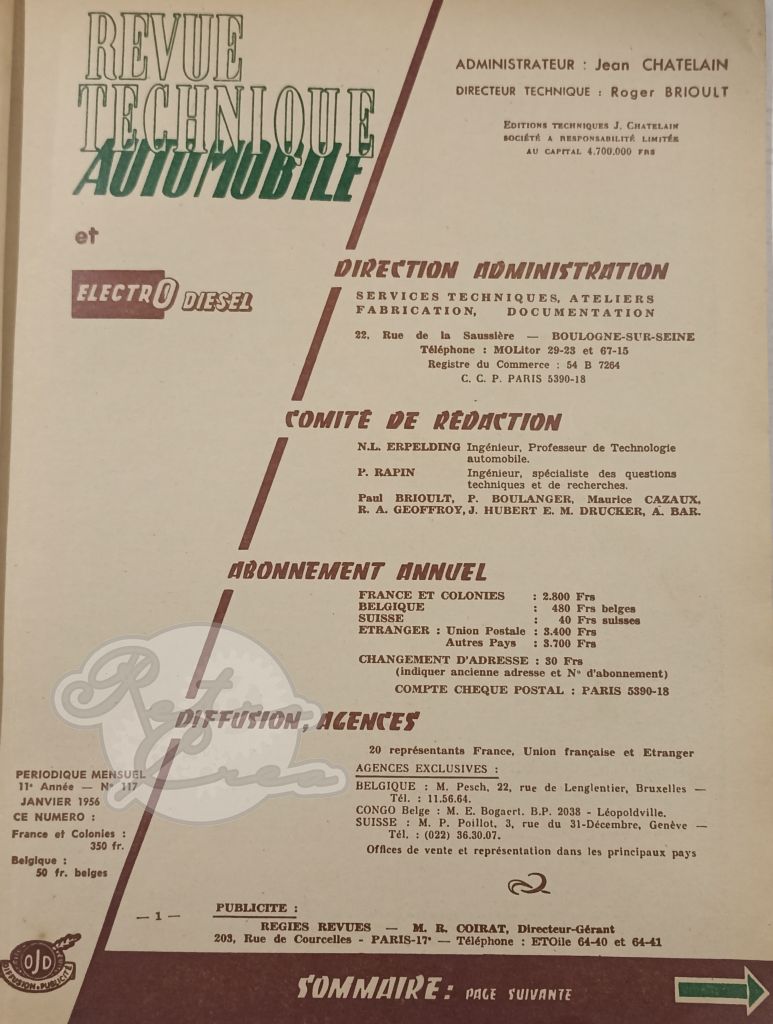 REVUE
TECHNIQUE
AUTOMOBILE
et
ELECTRO DIESEL
ADMINISTRATEUR : Jean CHATELAIN
DIRECTEUR TECHNIQUE : Roger BRIOULT
EDITIONS TECHNIQUES J. CHATELAIN
SOCIÉTÉ A RESPONSABILITÉ LIMITÉE
AU CAPITAL 4.700.000 FRS
DIRECTION ADMINISTRATION
SERVICES TECHNIQUES, ATELIERS
FABRICATION, DOCUMENTATION
22, Rue de la Saussière — BOULOGNE-SUR-SEINE
Téléphone : MOLitor 29-23 et 67-15
Registre du Commerce : 54 B 7264
C. C. P. PARIS 5390-18
COMITÉ DE RÉDACTION
N.L. ERPELDING Ingénieur, Professeur de Technologie
automobile.
P. RAPIN Ingénieur, spécialiste des questions
techniques et de recherches.
Paul BRIOULT, P. BOULANGER, Maurice CAZAUX,
R. A. GEOFFROY, J. HUBERT E. M. DRUCKER, A. BAR.
ABONNEMENT ANNUEL
FRANCE ET COLONIES : 2.800 Frs
BELGIQUE : 480 Frs belges
SUISSE : 40 Frs suisses
ETRANGER : Union Postale : 3.400 Frs
Autres Pays : 3.700 Frs
CHANGEMENT D'ADRESSE : 30 Frs
(indiquer ancienne adresse et N° d'abonnement)
COMPTE CHEQUE POSTAL : PARIS 5390-18
DIFFUSION, AGENCES
20 représentants France, Union française et Etranger
AGENCES EXCLUSIVES :
BELGIQUE : M. Pesch, 22, rue de Lenglentier, Bruxelles —
Tél. : 11.56.64.
CONGO Belge : M. E. Bogaert. B.P. 2038 - Léopoldville.
SUISSE : M. P. Poillot, 3, rue du 31-Décembre, Genève —
Tél. : (022) 36.30.07.
Offices de vente et représentation dans les principaux pays
Retro Crea
PERIODIQUE MENSUEL
11e Année — N° 117
JANVIER 1956
CE NUMERO :
France et Colonies :
350 fr.
Belgique :
50 fr. belges
— 1 —
PUBLICITE :
REGIES REVUES — M. R. COIRAT, Directeur-Gérant
203, Rue de Courcelles - PARIS-17e — Téléphone : ETOile 64-40 et 64-41
OJD
DIFFUSION & PUBLICITÉ
SOMMAIRE : PAGE SUIVANTE